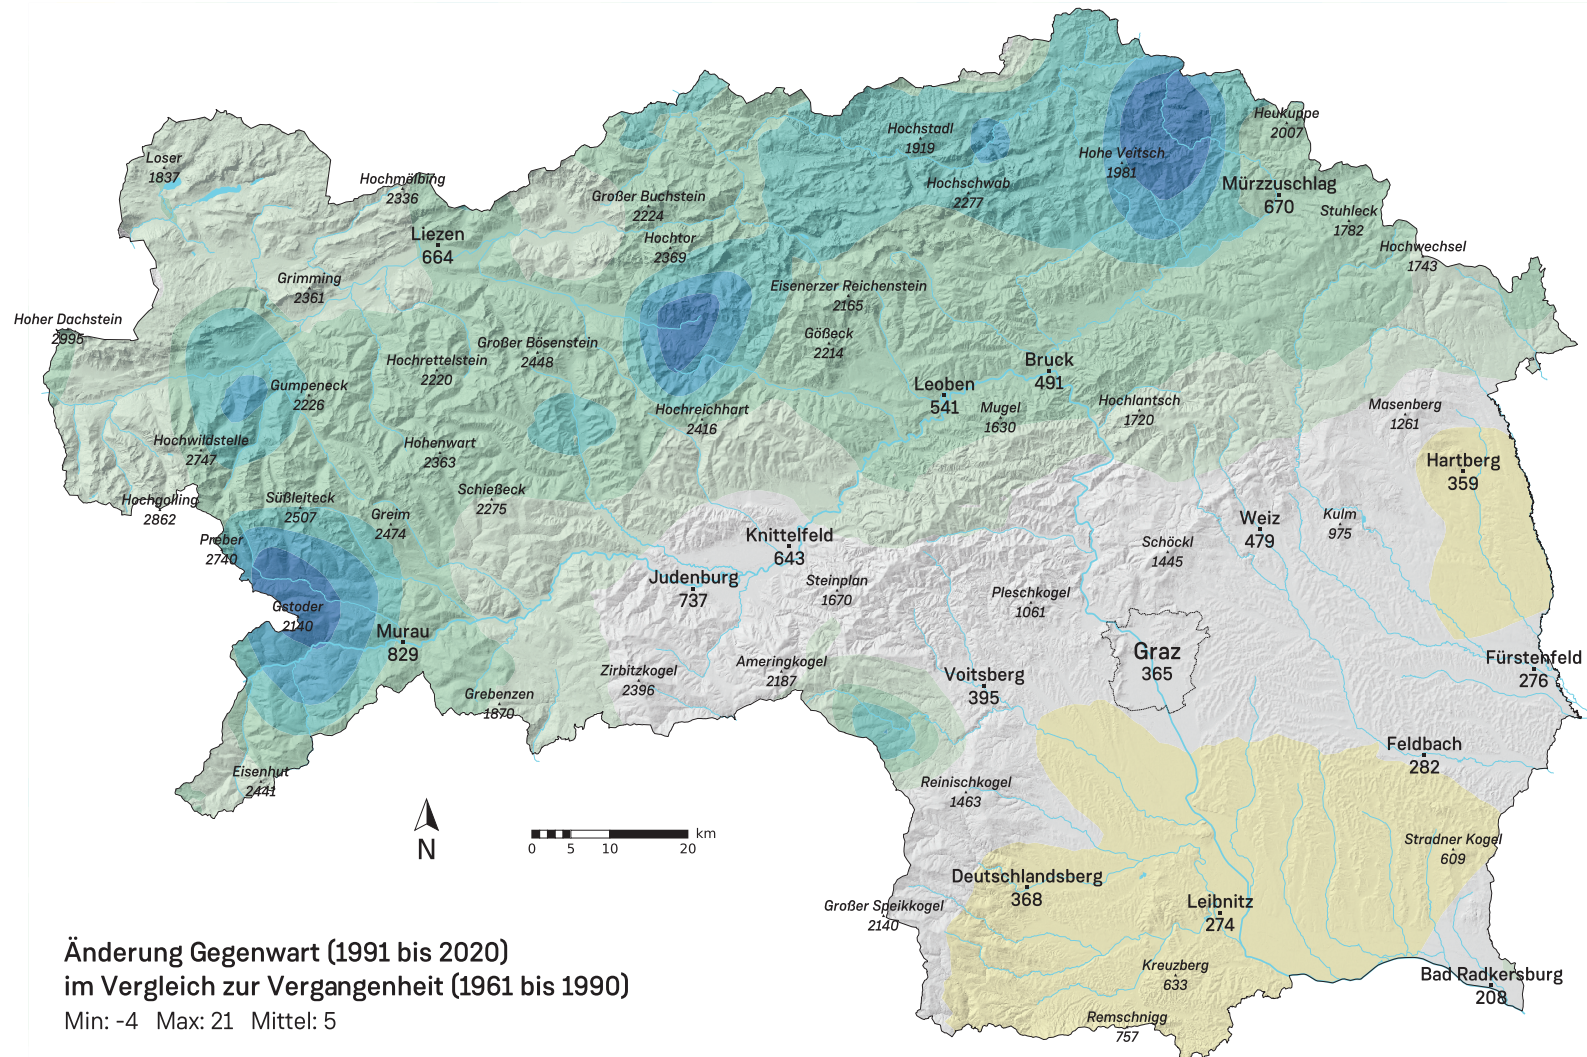 Heukuppe
2007
Hochstadl
1919
Hohe Veitsch
1981
Loser
1837
Hochmölbing
2336
Hochschwab
2277
Mürzzuschlag
670
Großer Buchstein
2224
Stuhleck
1782
Liezen
664
Hochtor
2369
Hochwechsel
1743
Grimming
2361
Eisenerzer Reichenstein
2165
Hoher Dachstein
2995
Gößeck
2214
Großer Bösenstein
2448
Hochrettelstein
2220
Bruck
491
Gumpeneck
2226
Leoben
541
Hochlantsch
1720
Mugel
1630
Masenberg
1261
Hochreichhart
2416
Hochwildstelle
2747
Hohenwart
2363
Hartberg
359
Hochgolling
2862
Süßleiteck
2507
Schießeck
2275
Greim
2474
Weiz
479
Kulm
975
Preber
2740
Knittelfeld
643
Schöckl
1445
Judenburg
737
Steinplan
1670
Pleschkogel
1061
Gstoder
2140
Murau
829
Graz
365
Fürstenfeld
276
Zirbitzkogel
2396
Ameringkogel
2187
Voitsberg
395
Grebenzen
1870
Feldbach
282
Eisenhut
2441
Reinischkogel
1463
N
km
0 5 10 20
Stradner Kogel
609
Deutschlandsberg
368
Großer Speikkogel
2140
Leibnitz
274
Kreuzberg
633
Bad Radkersburg
208
Remschnigg
757
Änderung Gegenwart (1991 bis 2020)
im Vergleich zur Vergangenheit (1961 bis 1990)
Min: -4 Max: 21 Mittel: 5